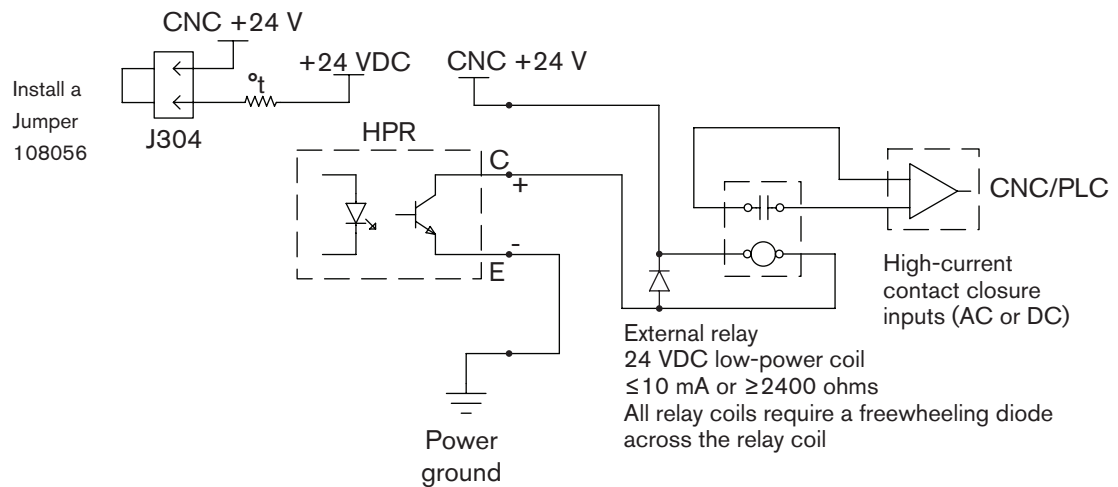 CNC +24 V
+24 VDC
CNC +24 V
Install a
Jumper
108056
°t
J304
HPR
C
+
-
E
CNC/PLC
High-current
contact closure
inputs (AC or DC)
External relay
24 VDC low-power coil
≤10 mA or ≥2400 ohms
All relay coils require a freewheeling diode
across the relay coil
Power
ground